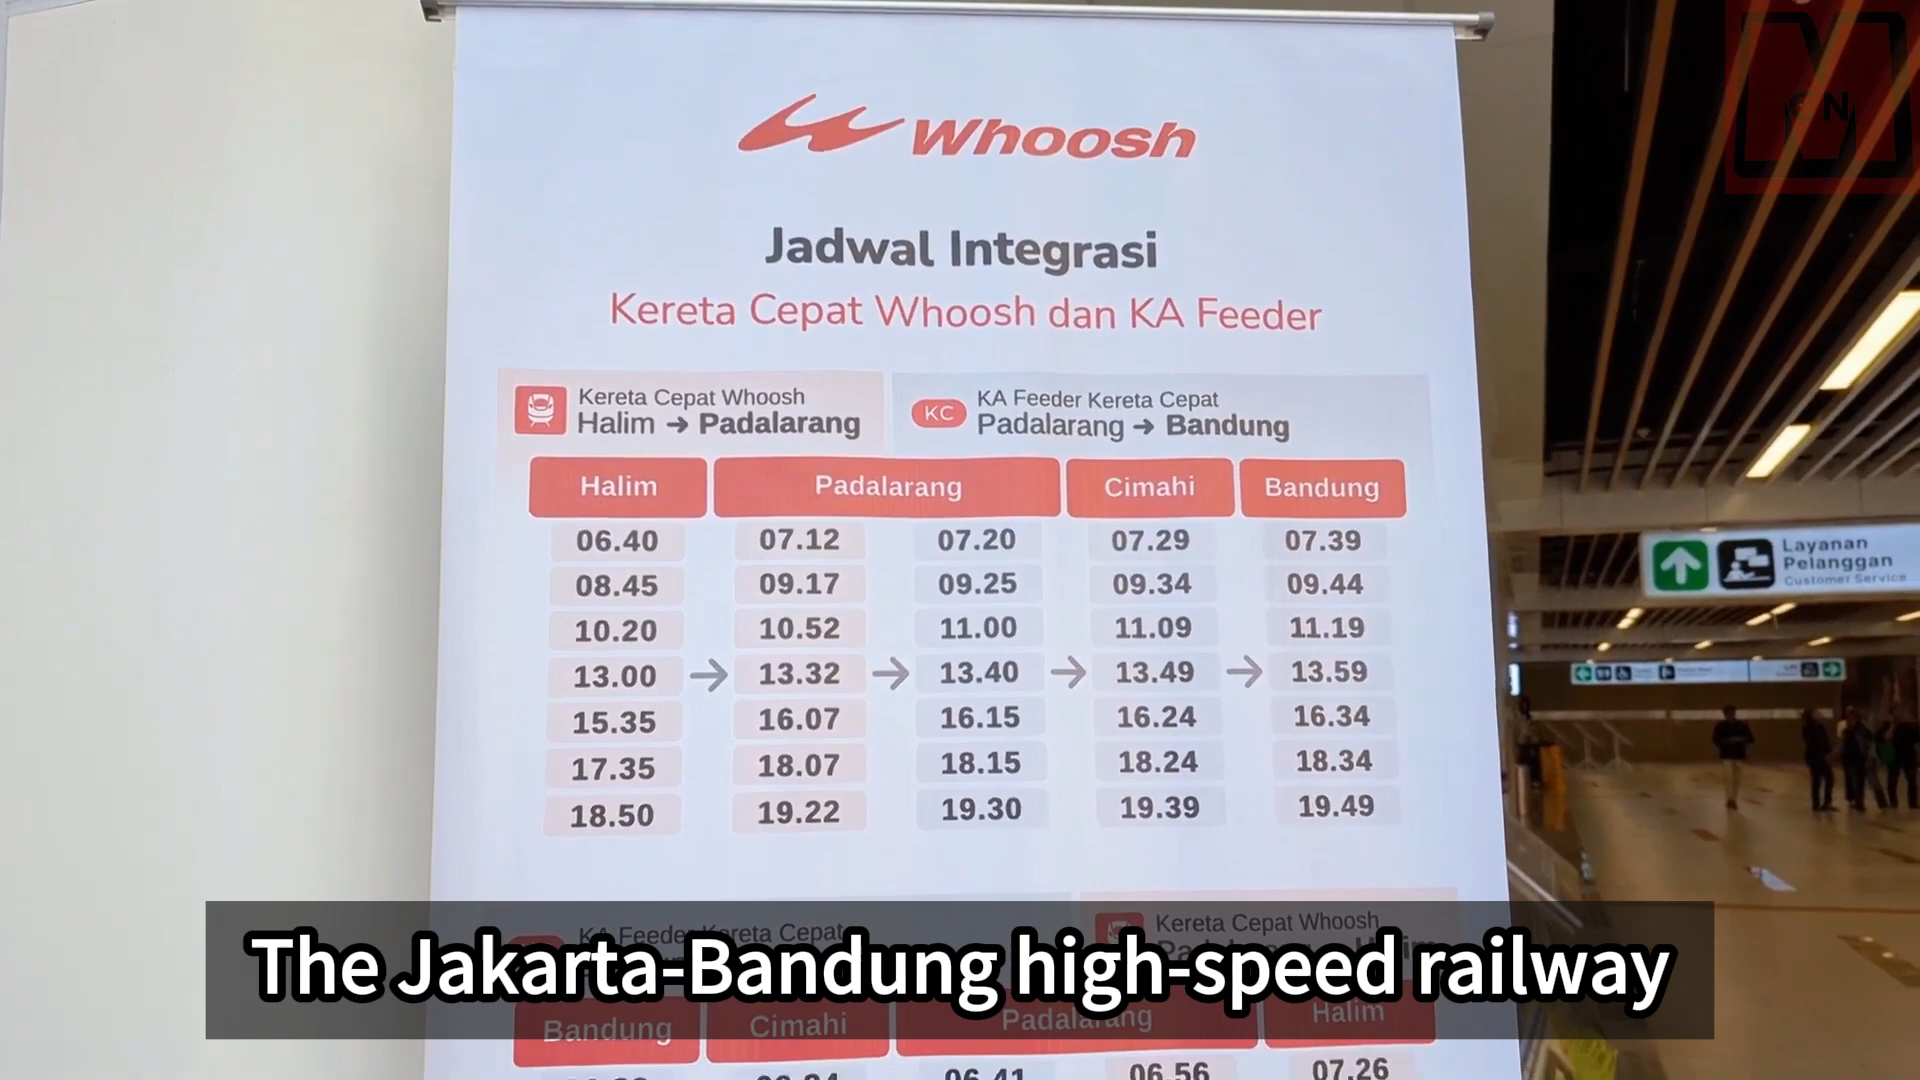 Whoosh
Jadwal Integrasi
Kereta Cepat Whoosh dan KA Feeder
Kereta Cepat Whoosh
Halim → Padalarang
KC
KA Feeder Kereta Cepat
Padalarang → Bandung
Halim Padalarang Cimahi Bandung
06.40 07.12 07.20 07.29 07.39
08.45 09.17 09.25 09.34 09.44
10.20 10.52 11.00 11.09 11.19
13.00 → 13.32 → 13.40 → 13.49 → 13.59
15.35 16.07 16.15 16.24 16.34
17.35 18.07 18.15 18.24 18.34
18.50 19.22 19.30 19.39 19.49
KA Feeder Kereta Cepat
Kereta Cepat Whoosh
The Jakarta-Bandung high-speed railway
Bandung Cimahi Padalarang Halim
06.41 06.56 07.26
Layanan
Pelanggan
Customer Service